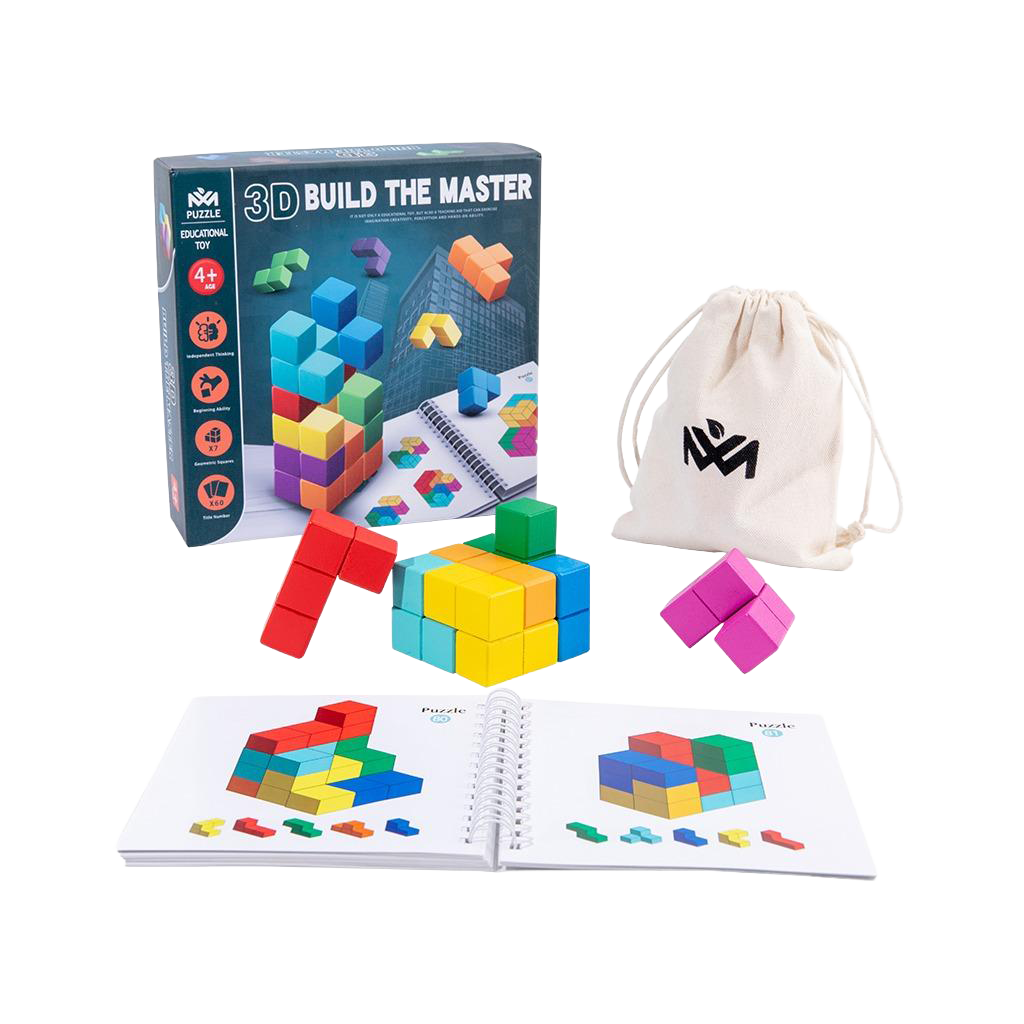 3D BUILD THE MASTER
IT IS NOT ONLY A EDUCATIONAL TOY, BUT ALSO A TEACHING AID THAT CAN EXERCISE
IMAGINATION CREATIVITY, PERCEPTION AND HANDS-ON ABILITY.
PUZZLE
EDUCATIONAL
TOY
4+
AGE
Independent Thinking
Beginning Ability
X7
Geometric Squares
X60
Title Number
Puzzle
Puzzle
80
Puzzle
81